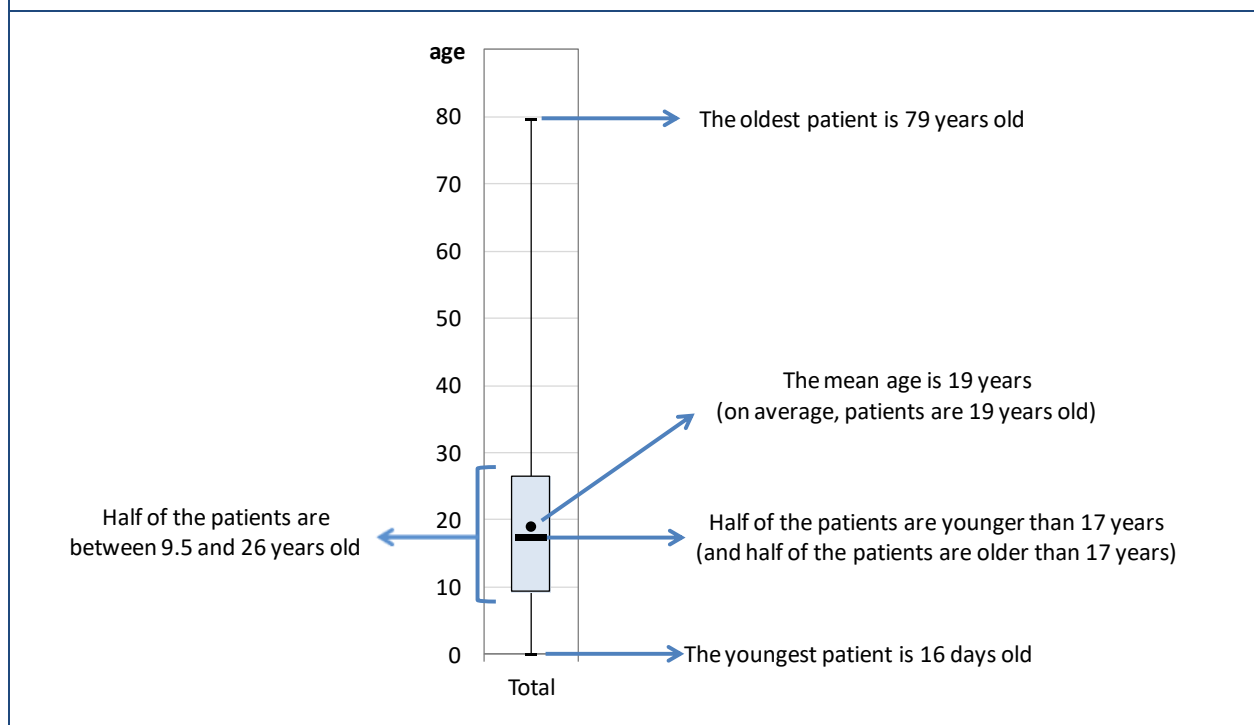 age
80
The oldest patient is 79 years old
70
60
50
40
The mean age is 19 years
(on average, patients are 19 years old)
30
Half of the patients are
between 9.5 and 26 years old
20
Half of the patients are younger than 17 years
(and half of the patients are older than 17 years)
10
0
The youngest patient is 16 days old
Total